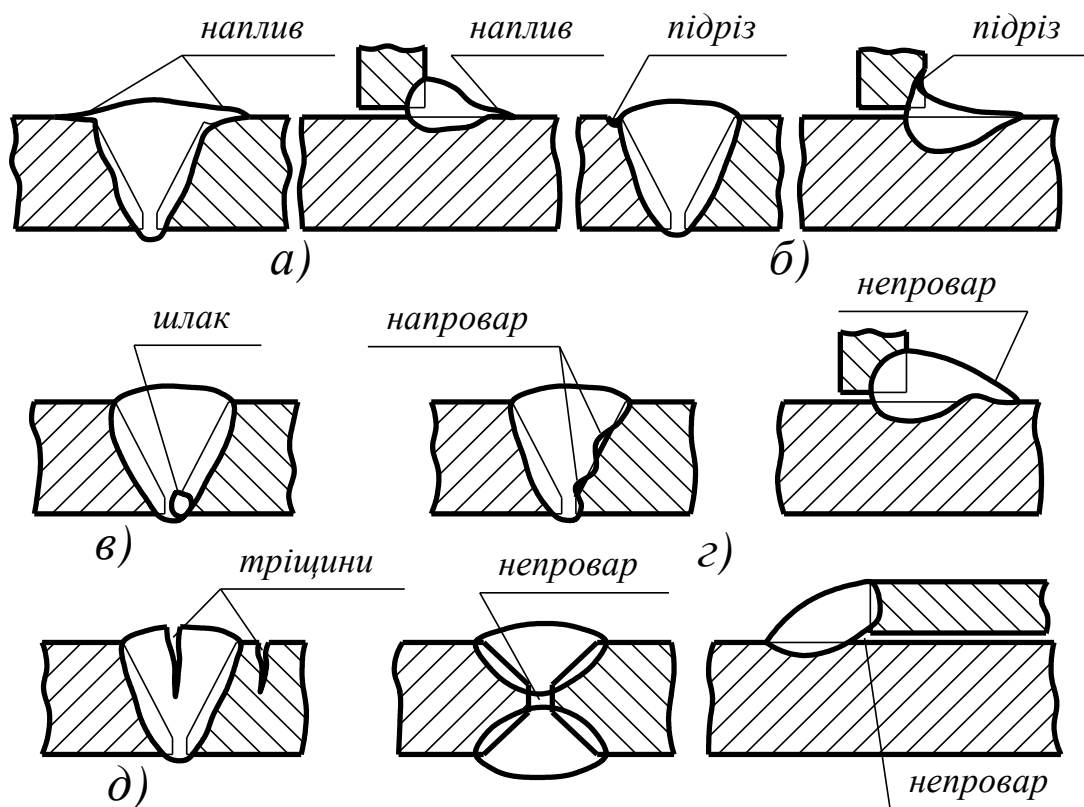 наплив
наплив
підріз
підріз
а)
б)
шлак
напровар
непровар
в)
г)
тріщини
непровар
д)
непровар